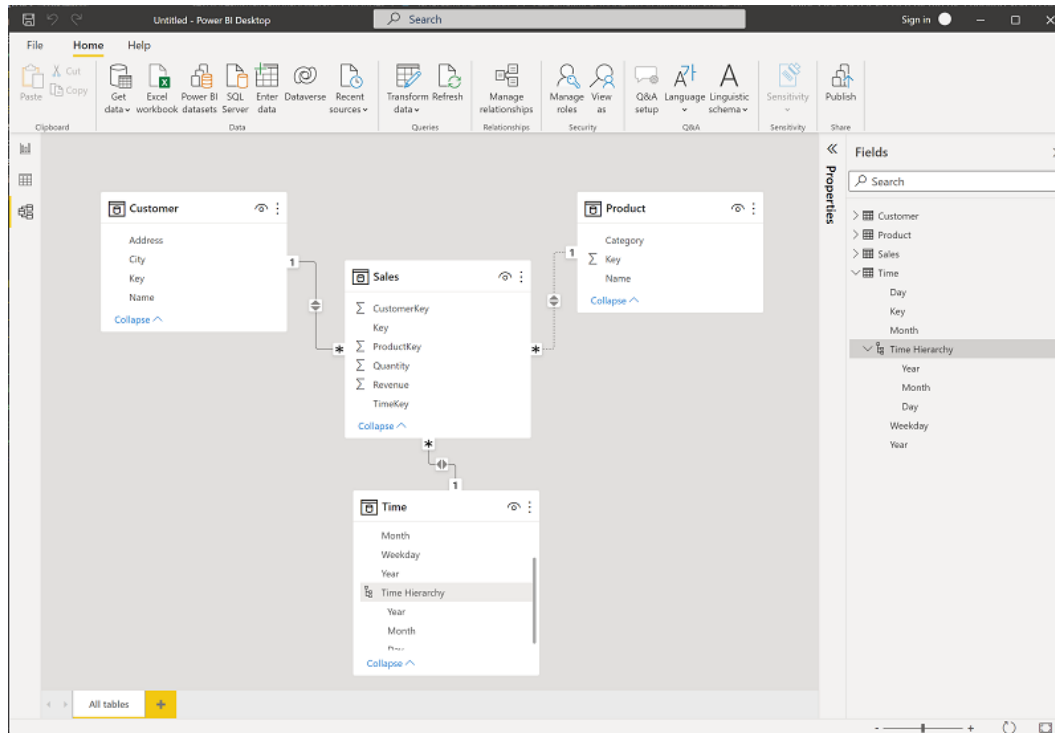 Untitled - Power BI Desktop
Search
Sign in
File Home Help
Paste
Cut
Copy
Clipboard
Get data
Excel workbook
Power BI datasets
SQL Server
Enter data
Dataverse
Recent sources
Data
Transform data
Refresh
Queries
Manage relationships
Relationships
Manage roles
View as
Security
Q&A setup
Language
Linguistic schema
Q&A
Sensitivity
Sensitivity
Publish
Share
Customer
Address
City
Key
Name
Collapse
1
*
Sales
Σ CustomerKey
Key
Σ ProductKey
Σ Quantity
Σ Revenue
TimeKey
Collapse
Product
Category
Σ Key
Name
Collapse
1
*
*
1
Time
Month
Weekday
Year
Time Hierarchy
Year
Month
Day
Collapse
All tables
+
Properties
Fields
Search
Customer
Product
Sales
Time
Day
Key
Month
Time Hierarchy
Year
Month
Day
Weekday
Year
- +